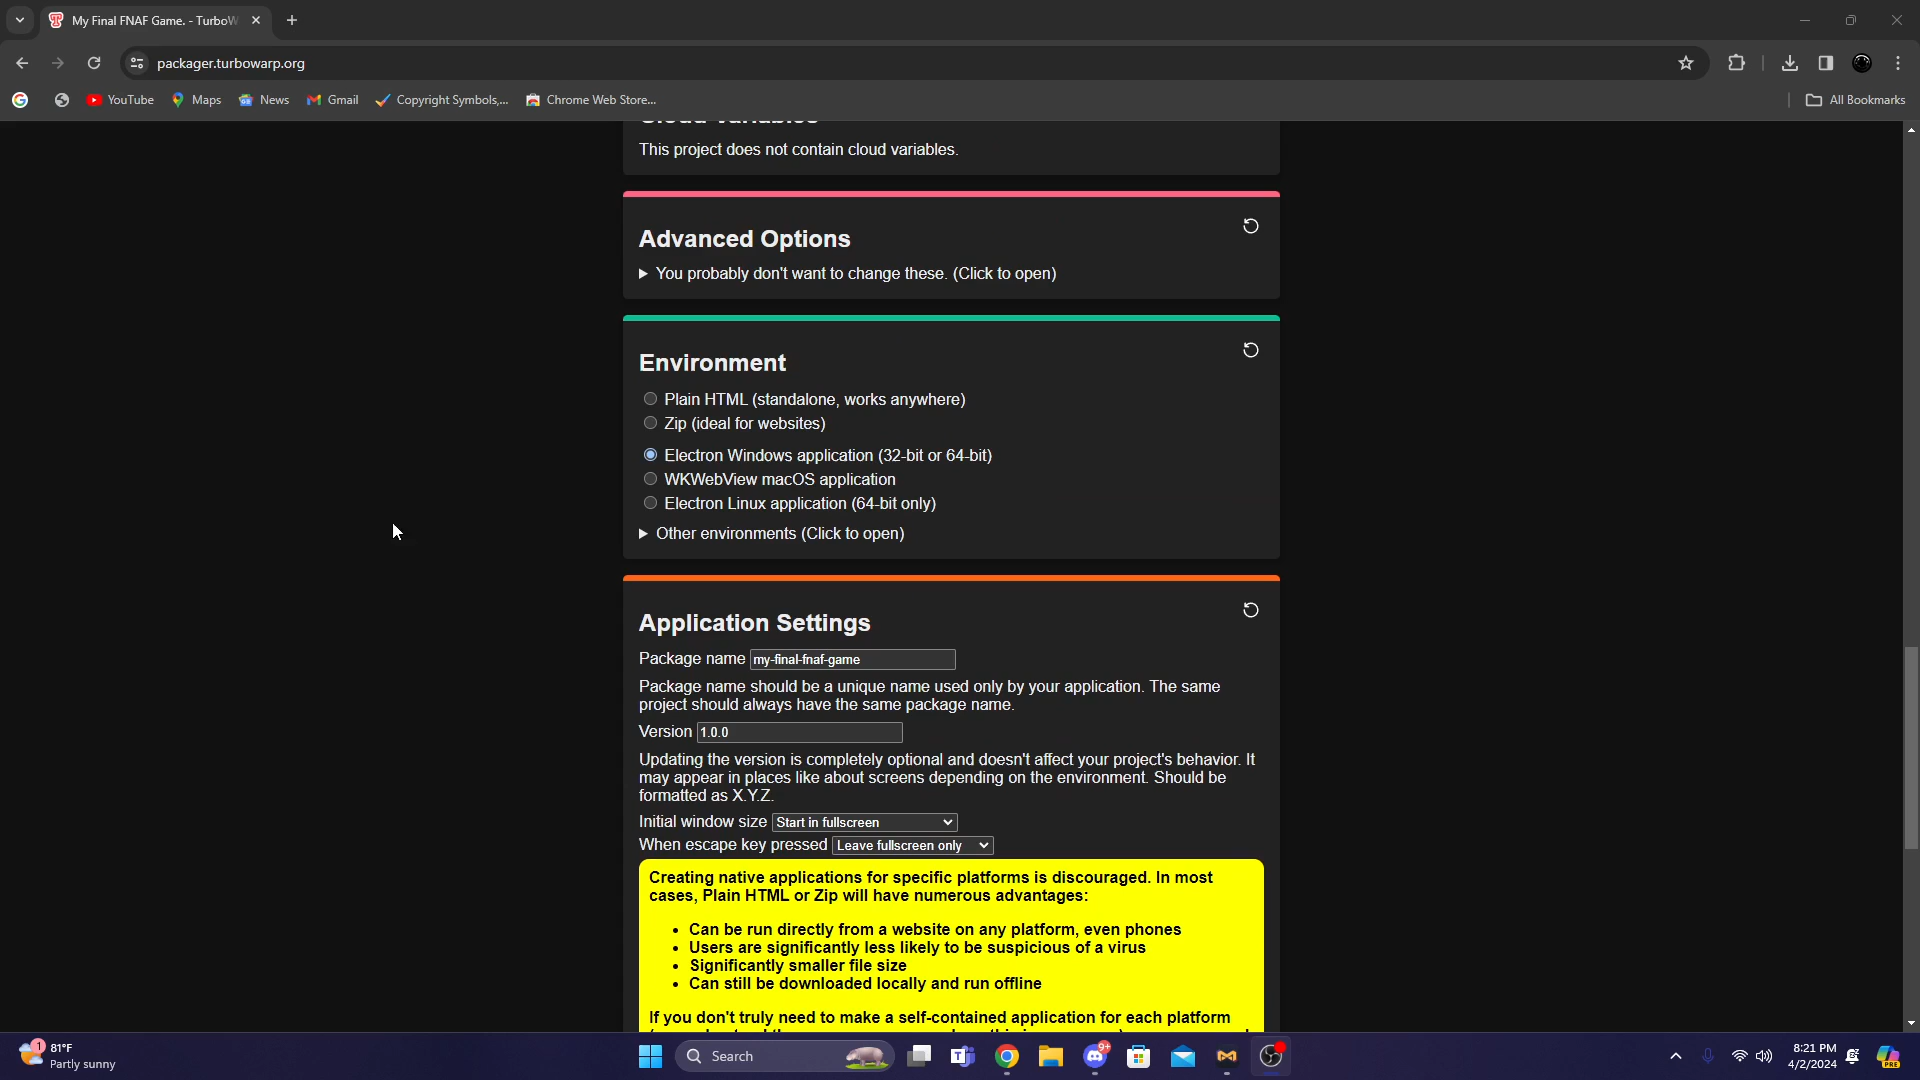 My Final FNAF Game. - TurboW
packager.turbowarp.org
YouTube
Maps
News
Gmail
Copyright Symbols,...
Chrome Web Store...
All Bookmarks
Cloud Variables
This project does not contain cloud variables.
Advanced Options
You probably don't want to change these. (Click to open)
Environment
Plain HTML (standalone, works anywhere)
Zip (ideal for websites)
Electron Windows application (32-bit or 64-bit)
WKWebView macOS application
Electron Linux application (64-bit only)
Other environments (Click to open)
Application Settings
Package name my-final-fnaf-game
Package name should be a unique name used only by your application. The same
project should always have the same package name.
Version 1.0.0
Updating the version is completely optional and doesn't affect your project's behavior. It
may appear in places like about screens depending on the environment. Should be
formatted as X.Y.Z.
Initial window size Start in fullscreen
When escape key pressed Leave fullscreen only
Creating native applications for specific platforms is discouraged. In most
cases, Plain HTML or Zip will have numerous advantages:
• Can be run directly from a website on any platform, even phones
• Users are significantly less likely to be suspicious of a virus
• Significantly smaller file size
• Can still be downloaded locally and run offline
If you don't truly need to make a self-contained application for each platform
1
81°F
Partly sunny
Search
9+
8:21 PM
4/2/2024
PRE